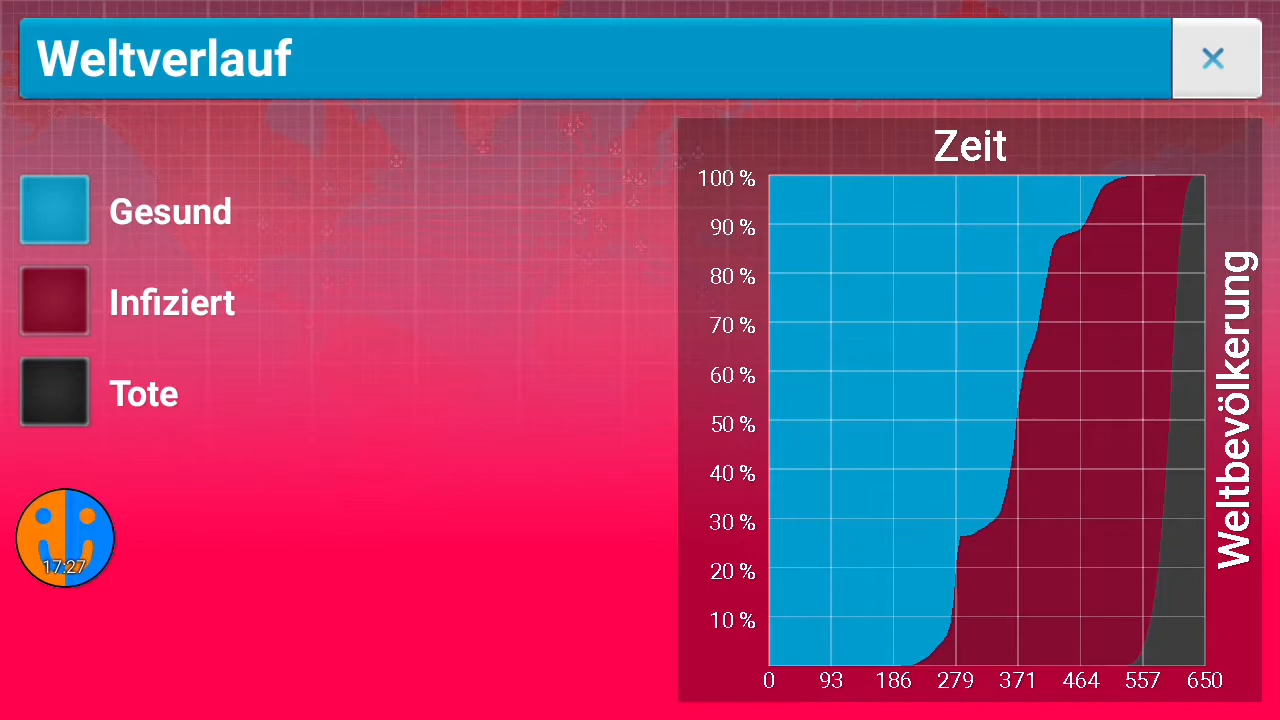 Weltverlauf
Gesund
Infiziert
Tote
17:27
Zeit
100 %
90 %
80 %
70 %
60 %
50 %
40 %
30 %
20 %
10 %
0 93 186 279 371 464 557 650
Weltbevölkerung